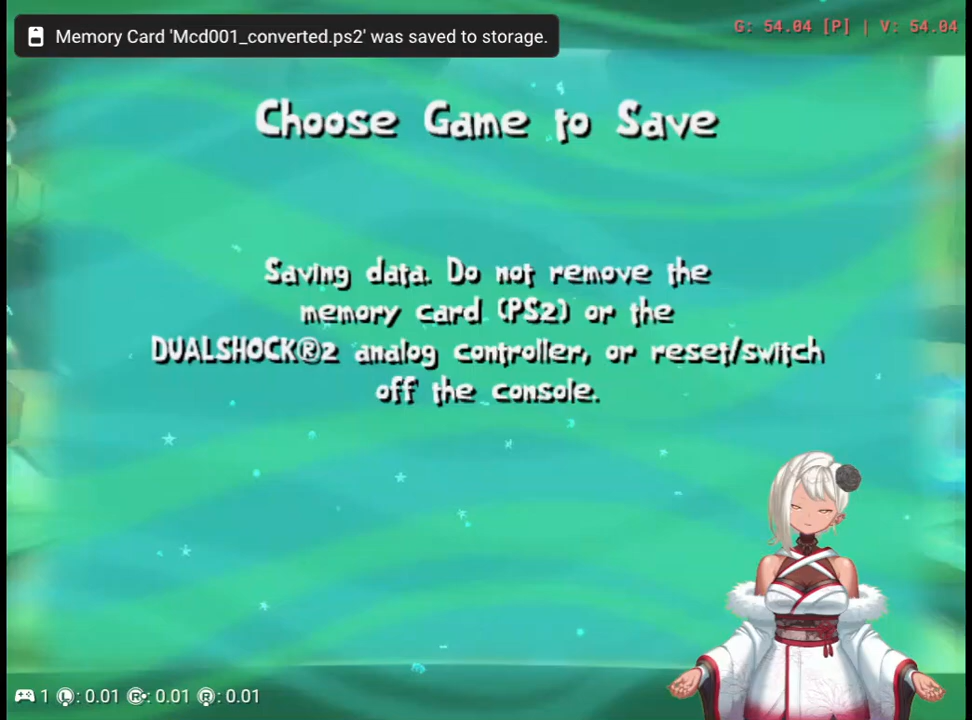 Memory Card 'Mcd001_converted.ps2' was saved to storage.
G: 54.04 [P] | V: 54.04
Choose Game to Save
Saving data. Do not remove the
memory card (PS2) or the
DUALSHOCK®2 analog controller, or reset/switch
off the console.
1 L: 0.01 R: 0.01 R: 0.01